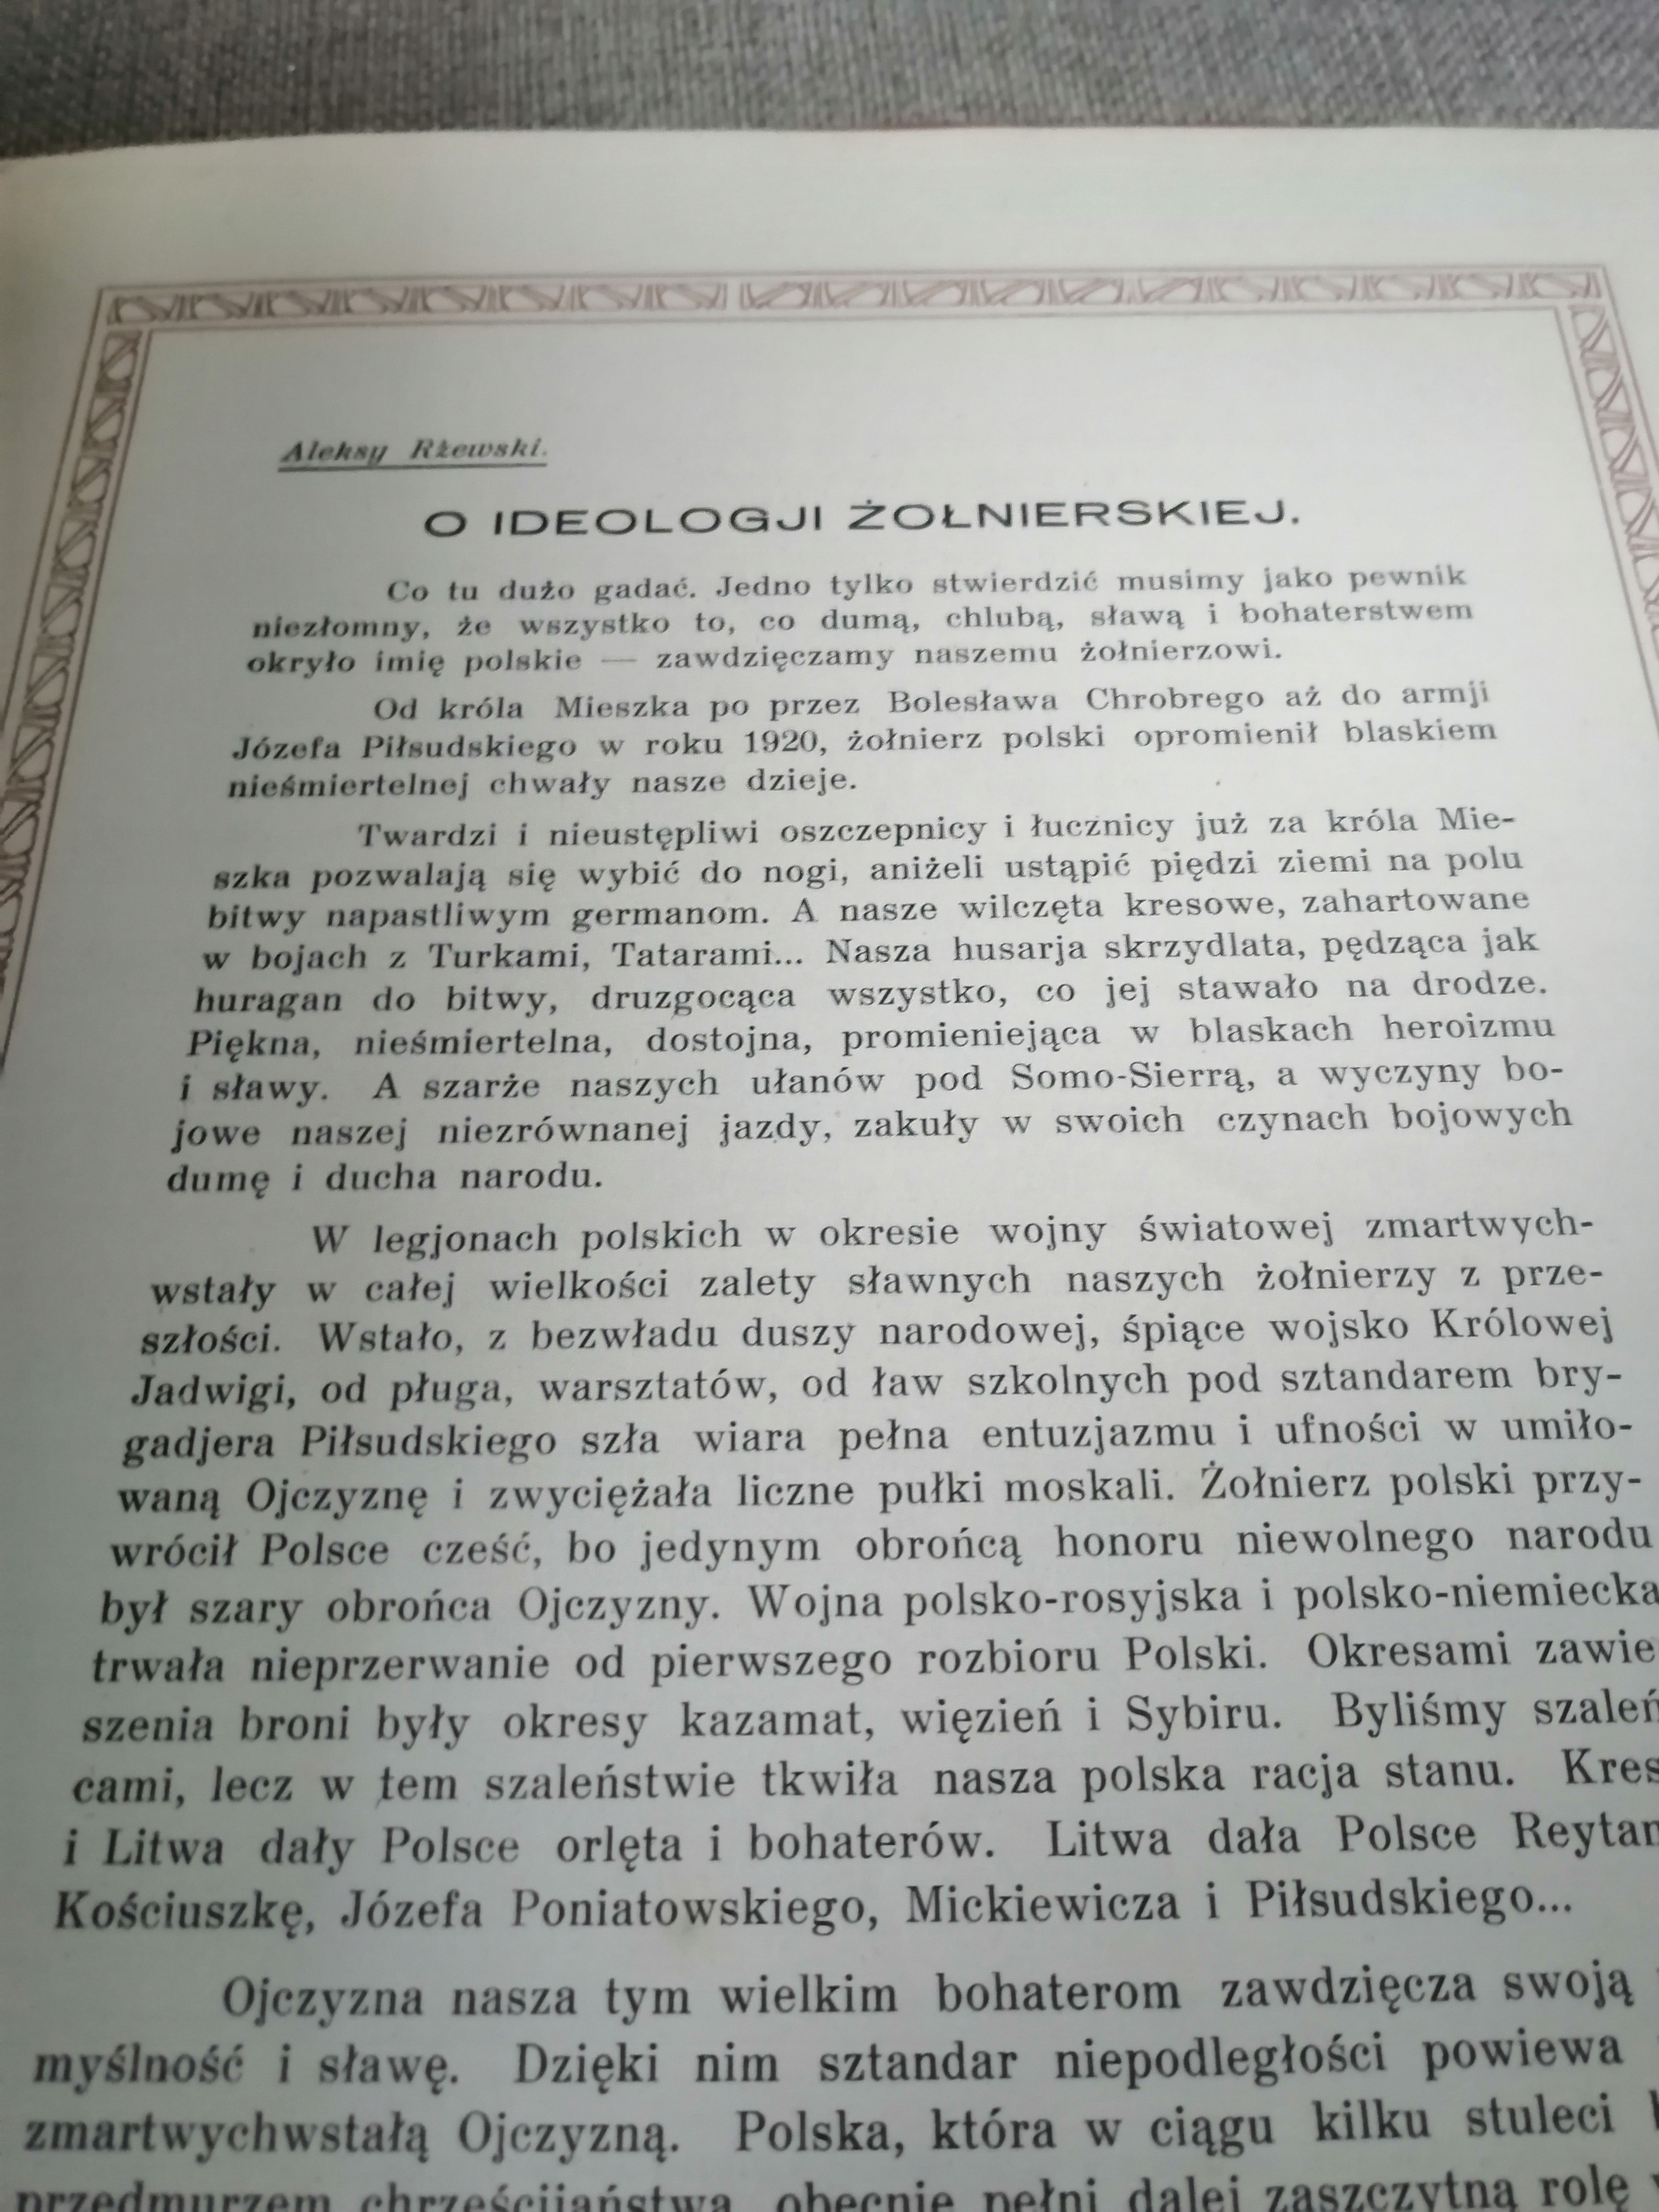 Aleksy Rżewski.
O IDEOLOGJI ŻOŁNIERSKIEJ.
Co tu dużo gadać. Jedno tylko stwierdzić musimy jako pewnik
niezłomny, że wszystko to, co dumą, chlubą, sławą i bohaterstwem
okryło imię polskie — zawdzięczamy naszemu żołnierzowi.
Od króla Mieszka po przez Bolesława Chrobrego aż do armji
Józefa Piłsudskiego w roku 1920, żołnierz polski opromienił blaskiem
nieśmiertelnej chwały nasze dzieje.
Twardzi i nieustępliwi oszczepnicy i łucznicy już za króla Mie-
szka pozwalają się wybić do nogi, aniżeli ustąpić piędzi ziemi na polu
bitwy napastliwym germanom. A nasze wilczęta kresowe, zahartowane
w bojach z Turkami, Tatarami... Nasza husarja skrzydlata, pędząca jak
huragan do bitwy, druzgocąca wszystko, co jej stawało na drodze.
Piękna, nieśmiertelna, dostojna, promieniejąca w blaskach heroizmu
i sławy. A szarże naszych ułanów pod Somo-Sierrą, a wyczyny bo-
jowe naszej niezrównanej jazdy, zakuły w swoich czynach bojowych
dumę i ducha narodu.
W legjonach polskich w okresie wojny światowej zmartwych-
wstały w całej wielkości zalety sławnych naszych żołnierzy z prze-
szłości. Wstało, z bezwładu duszy narodowej, śpiące wojsko Królowej
Jadwigi, od pługa, warsztatów, od ław szkolnych pod sztandarem bry-
gadjera Piłsudskiego szła wiara pełna entuzjazmu i ufności w umiło-
waną Ojczyznę i zwyciężała liczne pułki moskali. Żołnierz polski przy-
wrócił Polsce cześć, bo jedynym obrońcą honoru niewolnego narodu
był szary obrońca Ojczyzny. Wojna polsko-rosyjska i polsko-niemiecka
trwała nieprzerwanie od pierwszego rozbioru Polski. Okresami zawie
szenia broni były okresy kazamat, więzień i Sybiru. Byliśmy szaleń
cami, lecz w tem szaleństwie tkwiła nasza polska racja stanu. Kres
i Litwa dały Polsce orlęta i bohaterów. Litwa dała Polsce Reytan
Kościuszkę, Józefa Poniatowskiego, Mickiewicza i Piłsudskiego...
Ojczyzna nasza tym wielkim bohaterom zawdzięcza swoją
myślność i sławę. Dzięki nim sztandar niepodległości powiewa
zmartwychwstałą Ojczyzną. Polska, która w ciągu kilku stuleci
przedmurzem chrześcijaństwa, obecnie pełni dalej zaszczytną rolę